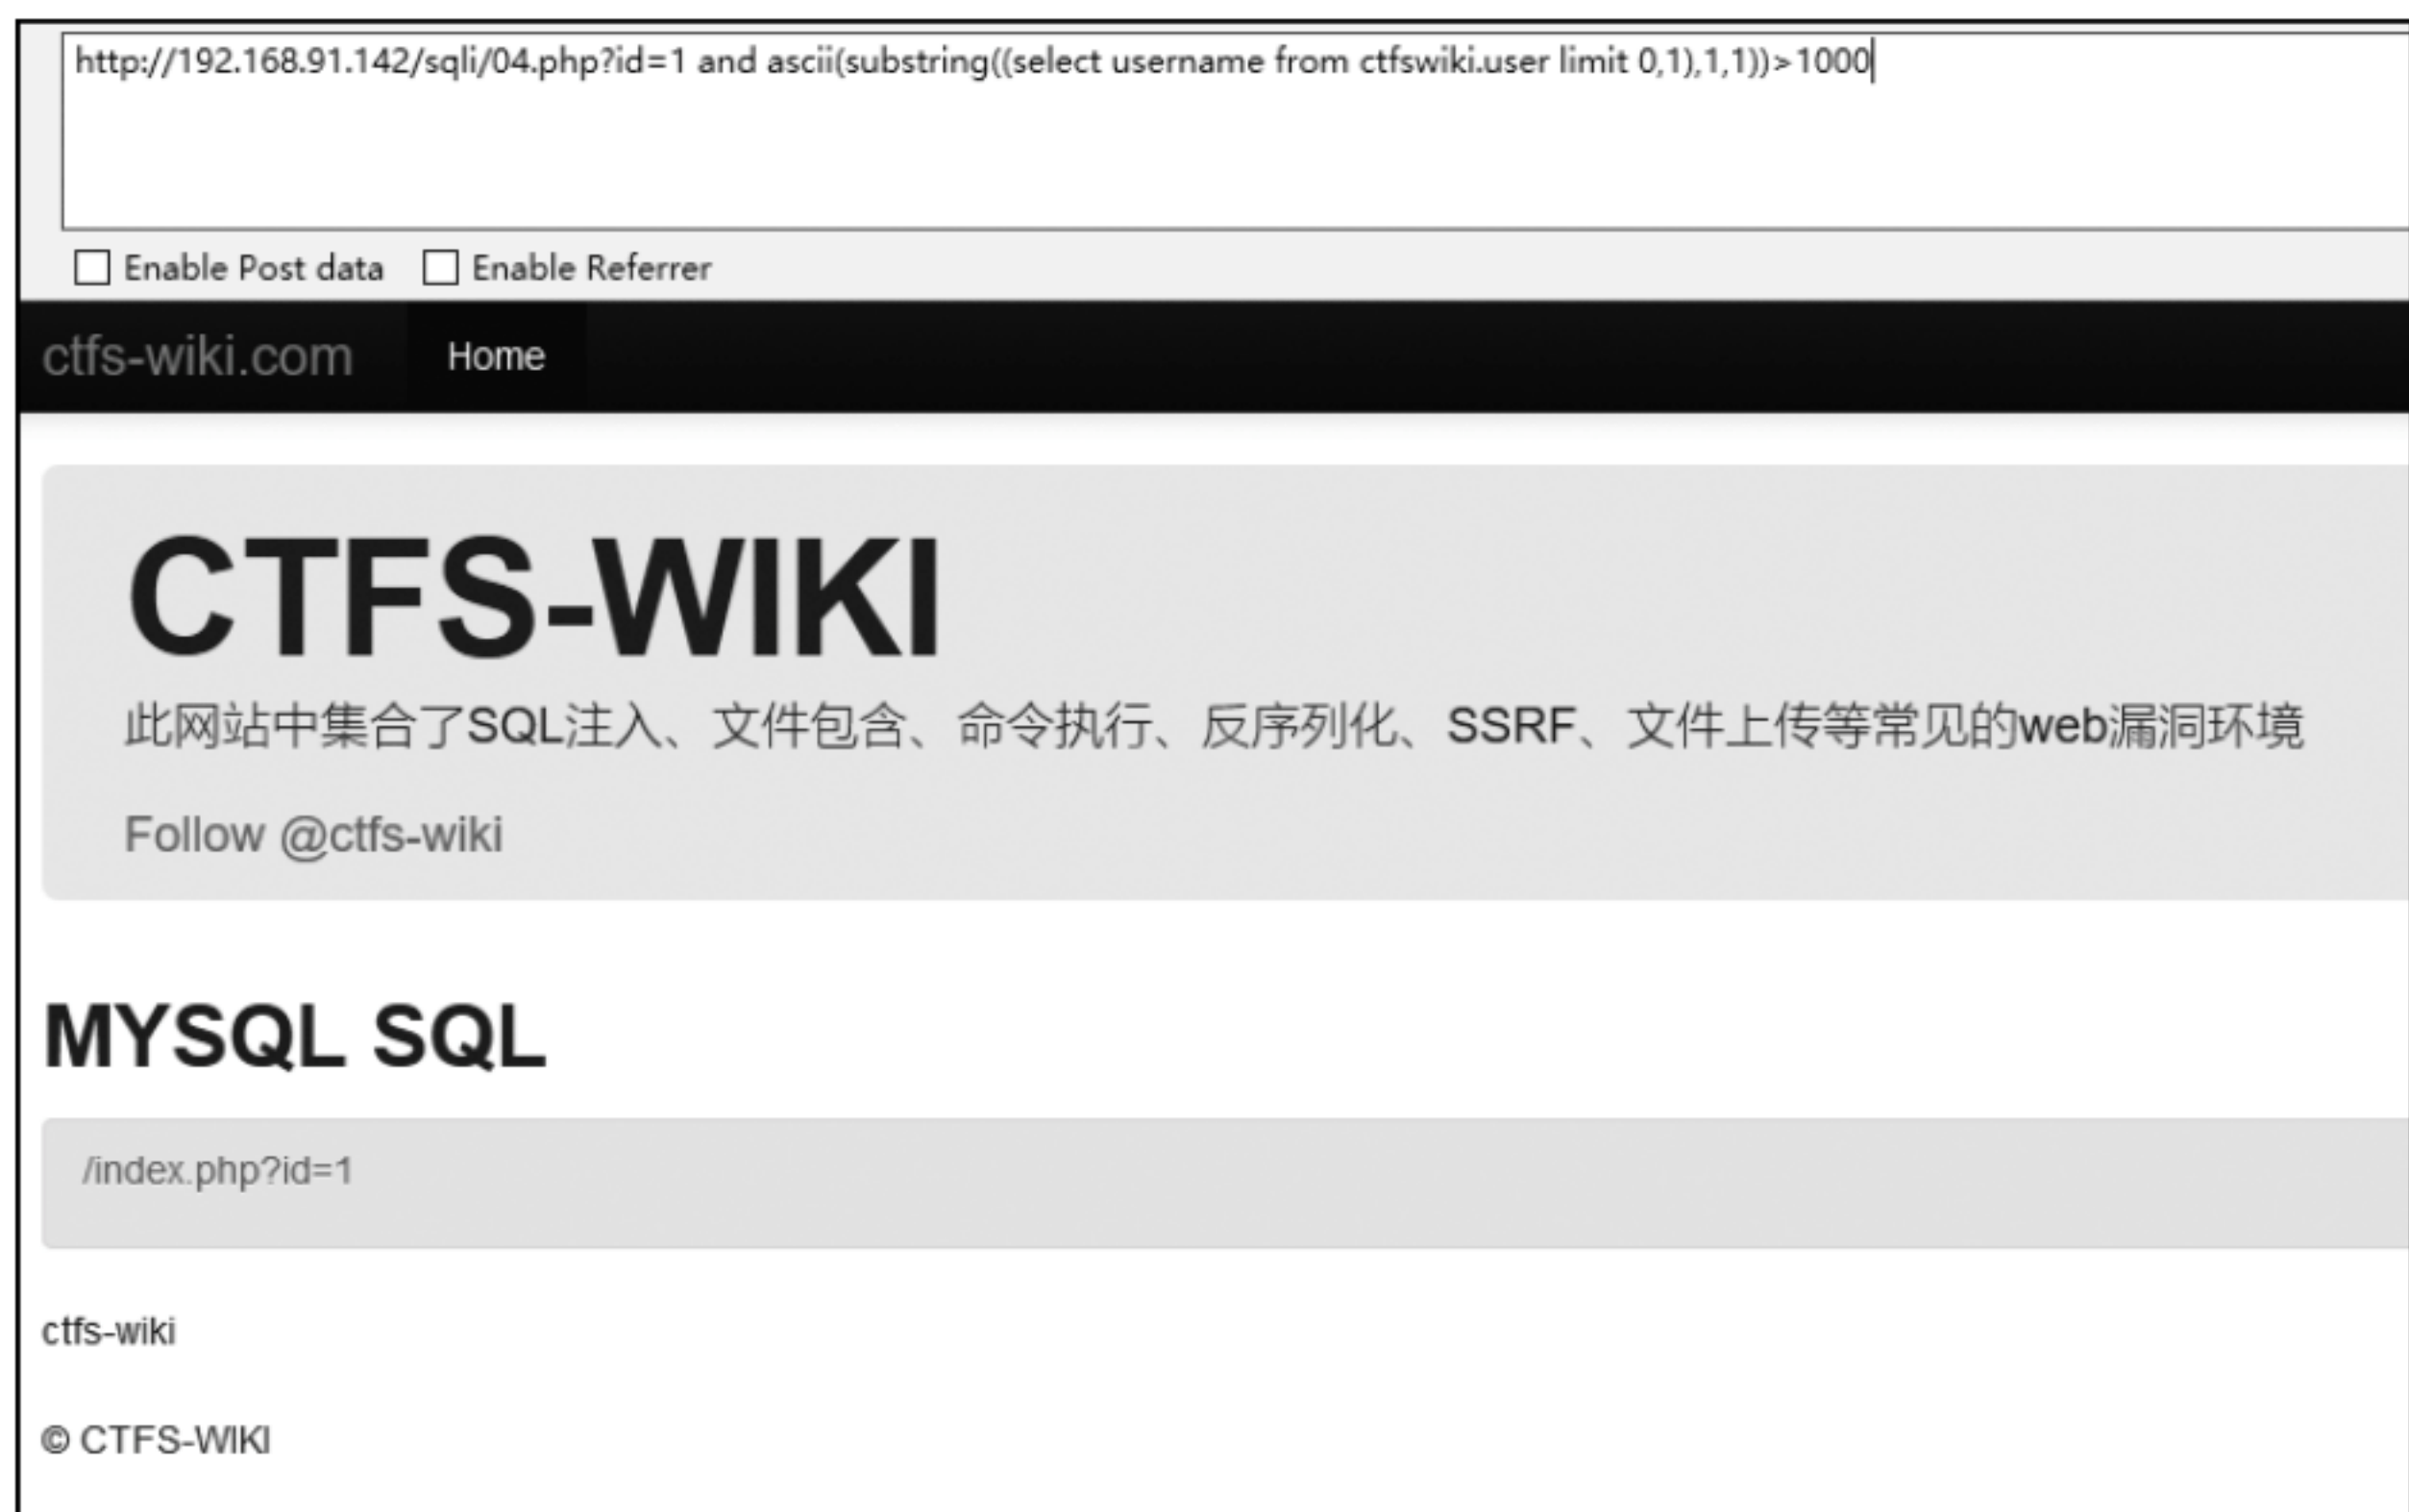 http://192.168.91.142/sqli/04.php?id=1 and ascii(substring((select username from ctfswiki.user limit 0,1),1,1))>1000
Enable Post data Enable Referrer
ctfs-wiki.com Home
CTFS-WIKI
此网站中集合了SQL注入、文件包含、命令执行、反序列化、SSRF、文件上传等常见的web漏洞环境
Follow @ctfs-wiki
MYSQL SQL
/index.php?id=1
ctfs-wiki
© CTFS-WIKI